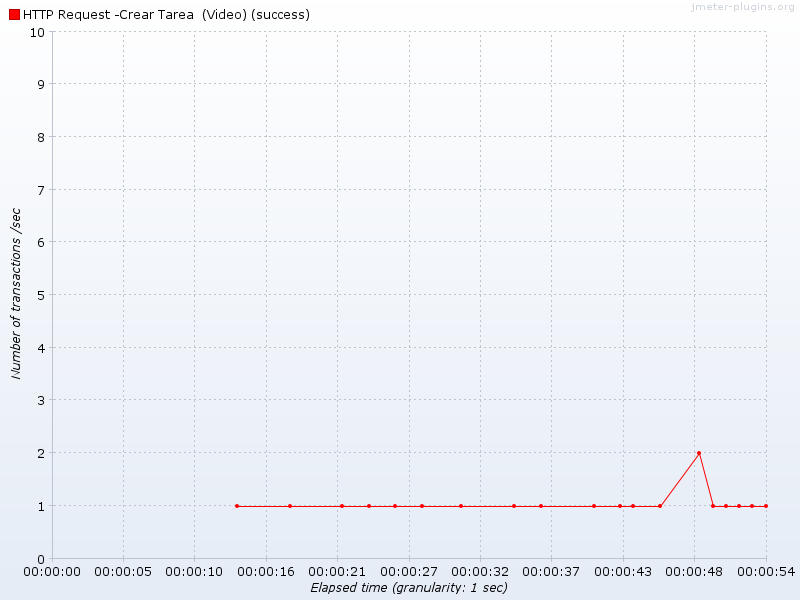 jmeter-plugins.org
HTTP Request -Crear Tarea  (Video) (success)
10
9
8
7
6
5
4
3
2
1
0
Number of transactions /sec
00:00:00 00:00:05 00:00:10 00:00:16 00:00:21 00:00:27 00:00:32 00:00:37 00:00:43 00:00:48 00:00:54
Elapsed time (granularity: 1 sec)